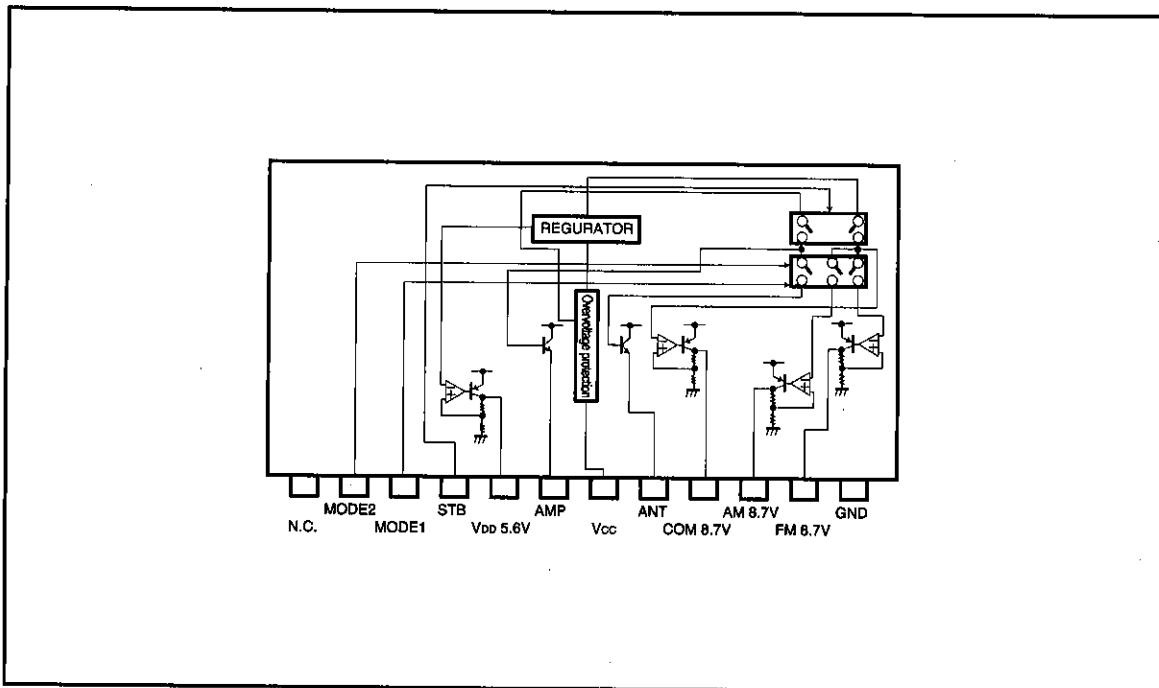 REGURATOR
Overvoltage protection
N.C.
MODE2
MODE1
STB
VDD 5.6V
AMP
Vcc
ANT
COM 8.7V
AM 8.7V
FM 8.7V
GND